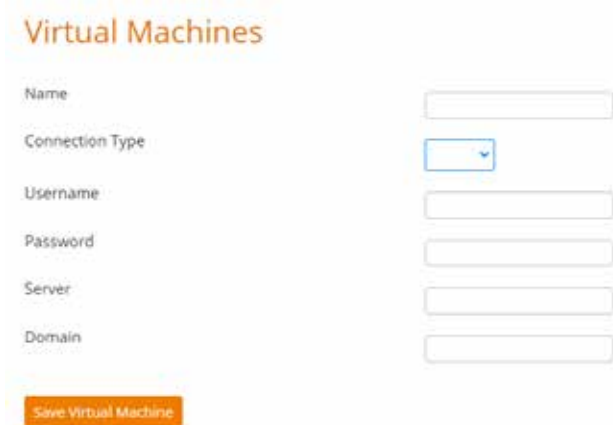 Virtual Machines
Name
Connection Type
Username
Password
Server
Domain
Save Virtual Machine